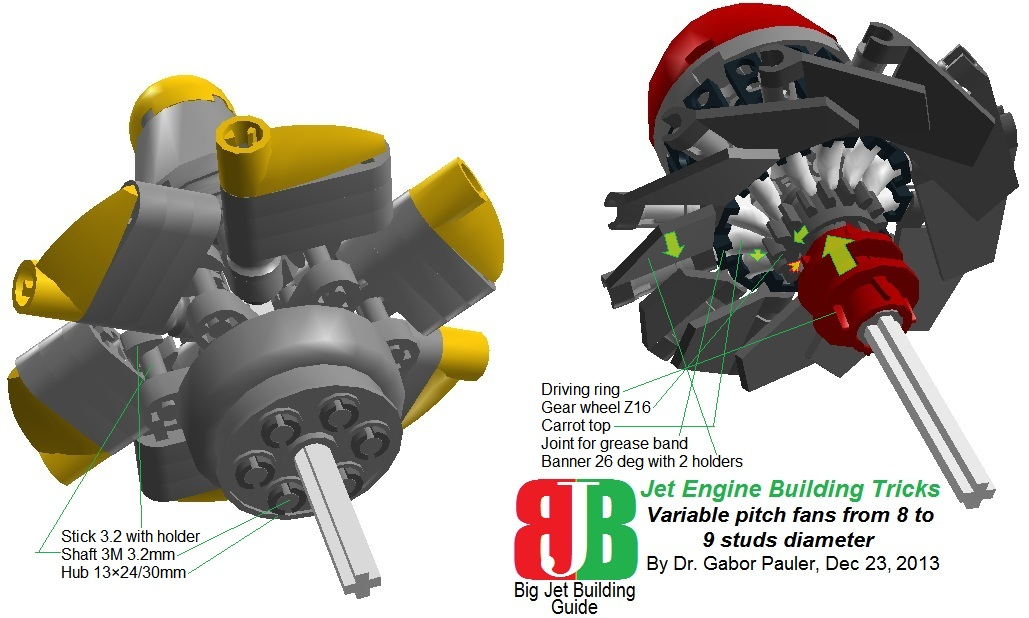 Driving ring
Gear wheel Z16
Carrot top
Joint for grease band
Banner 26 deg with 2 holders
Stick 3.2 with holder
Shaft 3M 3.2mm
Hub 13×24/30mm
BJB
Big Jet Building
Guide
Jet Engine Building Tricks
Variable pitch fans from 8 to
9 studs diameter
By Dr. Gabor Pauler, Dec 23, 2013